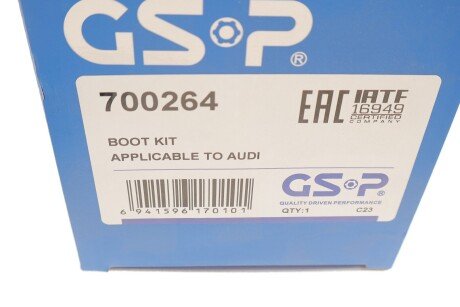 GSP®
700264
EAC IATF
16949
CERTIFIED
COMPANY
BOOT KIT
APPLICABLE TO AUDI
GSP
QUALITY DRIVEN PERFORMANCE
6 941596 170101
QTY:1 C23